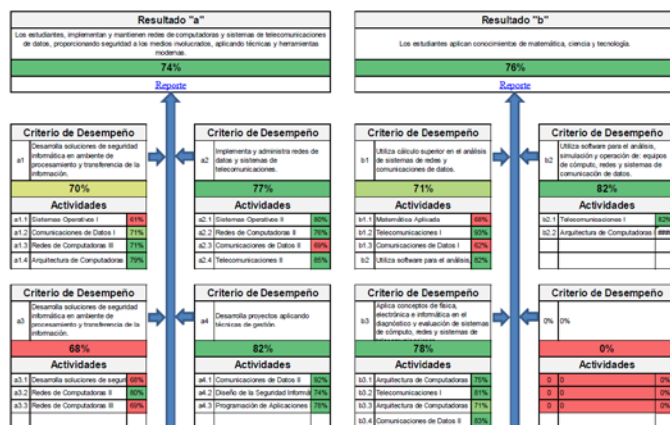 Resultado "a"
Los estudiantes, implementan y mantienen redes de computadoras y sistemas de telecomunicaciones
de datos, proporcionando seguridad a los medios involucrados, aplicando técnicas y herramientas
modernas.
74%
Reporte
Criterio de Desempeño
a1
Desarrolla soluciones de seguridad
informática en ambiente de
procesamiento y transferencia de la
información.
70%
Actividades
a1.1 Sistemas Operativos I 61%
a1.2 Comunicaciones de Datos I 71%
a1.3 Redes de Computadoras III 71%
a1.4 Arquitectura de Computadoras 79%
Criterio de Desempeño
a2
Implementa y administra redes de
datos y sistemas de
telecomunicaciones.
77%
Actividades
a2.1 Sistemas Operativos II 80%
a2.2 Redes de Computadoras II 76%
a2.3 Comunicaciones de Datos II 69%
a2.4 Telecomunicaciones II 85%
Criterio de Desempeño
a3
Desarrolla soluciones de seguridad
informática en ambiente de
procesamiento y transferencia de la
información.
68%
Actividades
a3.1 Desarrolla soluciones de segur 68%
a3.2 Redes de Computadoras II 80%
a3.3 Redes de Computadoras III 69%
Criterio de Desempeño
a4
Desarrolla proyectos aplicando
técnicas de gestión.
82%
Actividades
a4.1 Comunicaciones de Datos II 92%
a4.2 Diseño de la Seguridad Informá 74%
a4.3 Programación de Aplicaciones 78%
Resultado "b"
Los estudiantes aplican conocimientos de matemática, ciencia y tecnología.
76%
Reporte
Criterio de Desempeño
b1
Utiliza cálculo superior en el análisis
de sistemas de redes y
comunicaciones de datos.
71%
Actividades
b1.1 Matemática Aplicada 68%
b1.2 Telecomunicaciones I 93%
b1.3 Comunicaciones de Datos I 62%
b2 Utiliza software para el análisis, 82%
Criterio de Desempeño
b2
Utiliza software para el análisis,
simulación y operación de: equipos
de cómputo, redes y sistemas de
comunicación de datos.
82%
Actividades
b2.1 Telecomunicaciones I 82%
b2.2 Arquitectura de Computadoras I ####
Criterio de Desempeño
b3
Aplica conceptos de física,
electrónica e informática en el
diagnóstico y evaluación de sistemas
de cómputo, redes y sistemas de
78%
Actividades
b3.1 Arquitectura de Computadoras 75%
b3.2 Telecomunicaciones I 81%
b3.3 Arquitectura de Computadoras 71%
b3.4 Comunicaciones de Datos II 83%
Criterio de Desempeño
0% 0%
0%
Actividades
0 0 0%
0 0 0%
0 0 0%